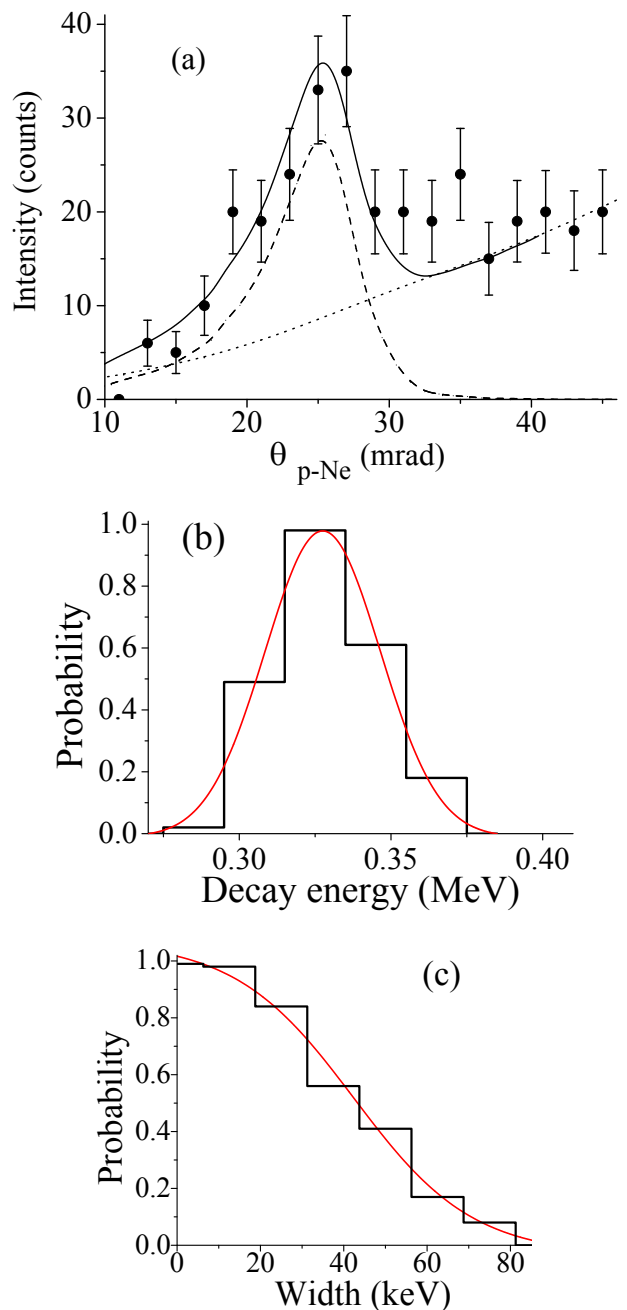 (a)
Intensity (counts)
40
30
20
10
0
10 20 30 40
θ p-Ne (mrad)
(b)
Probability
1.0
0.8
0.6
0.4
0.2
0.0
0.30 0.35 0.40
Decay energy (MeV)
(c)
Probability
1.0
0.8
0.6
0.4
0.2
0.0
0 20 40 60 80
Width (keV)